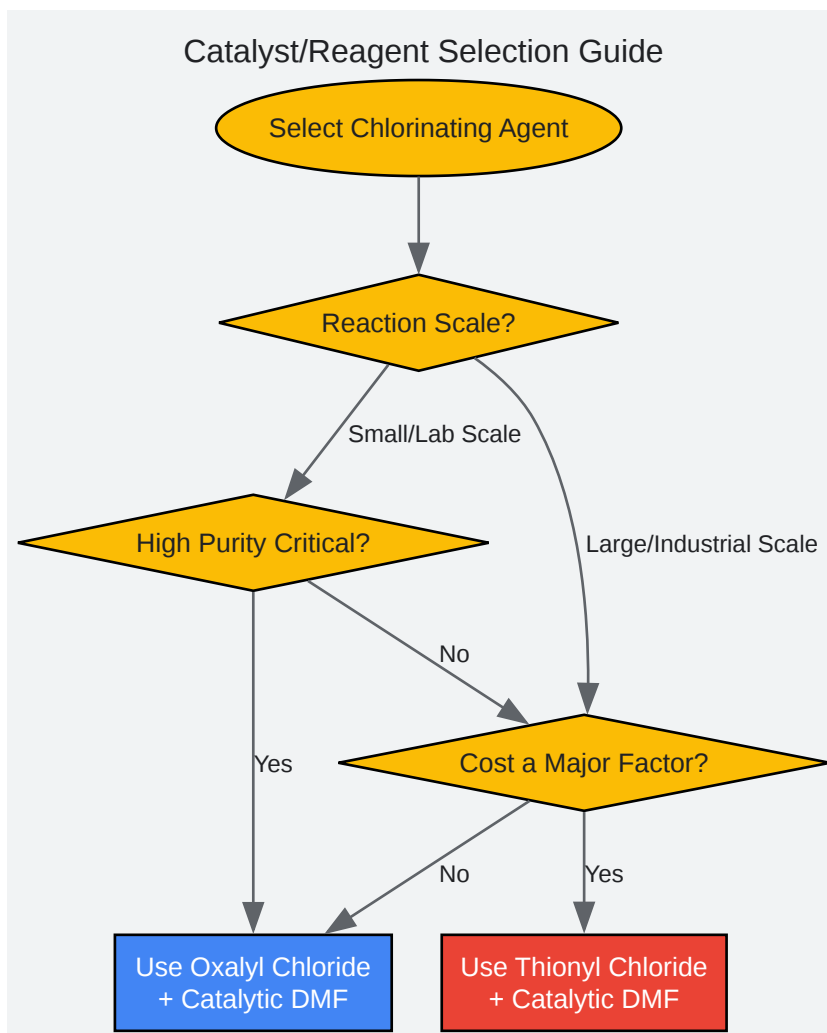 Catalyst/Reagent Selection Guide
Select Chlorinating Agent
Reaction Scale?
Small/Lab Scale
High Purity Critical?
Large/Industrial Scale
No
Yes
Cost a Major Factor?
No
Yes
Use Oxalyl Chloride
+ Catalytic DMF
Use Thionyl Chloride
+ Catalytic DMF